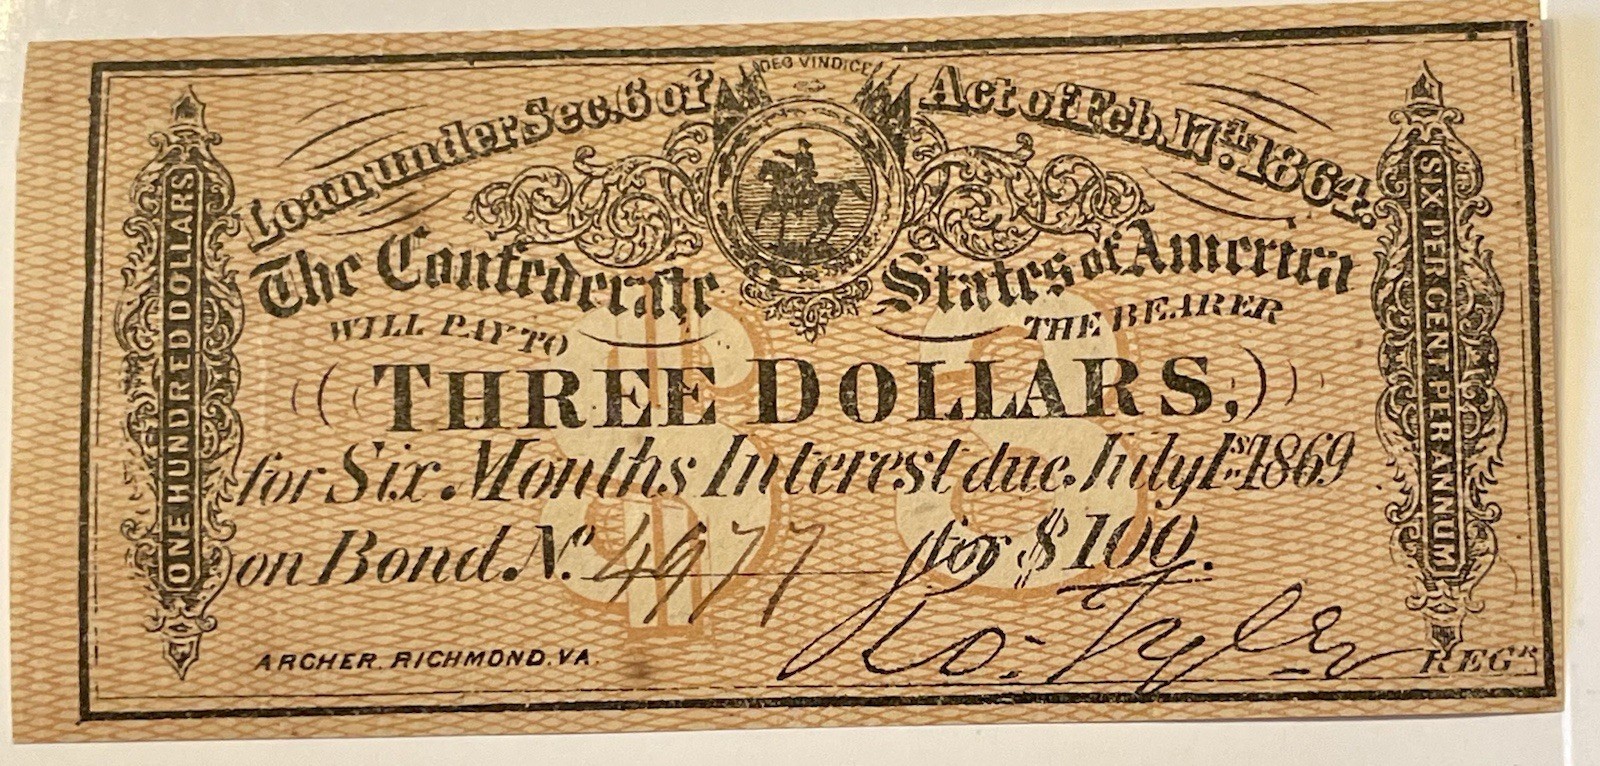 DEO VINDICE
Loan under Sec. 6 of Act of Feb. 17th 1864.
The Confederate States of America
WILL PAY TO THE BEARER
THREE DOLLARS,
for Six Months Interest due July 1st 1869
on Bond No. 4977 for $100.
Ro. Tyler REGR
ARCHER. RICHMOND. VA.
ONE HUNDRED DOLLARS
SIX PER CENT PER ANNUM
$3